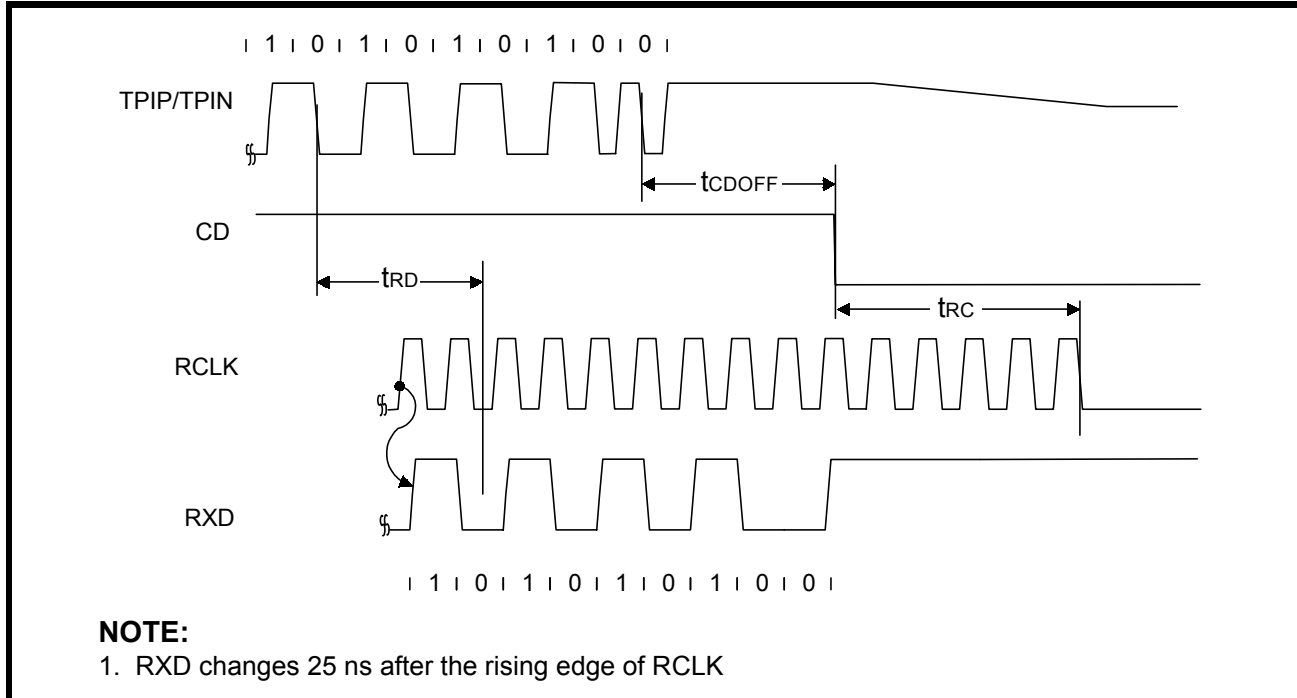 1 0 1 0 1 0 1 0 0
TPIP/TPIN
tCDOFF
CD
tRD
tRC
RCLK
RXD
1 0 1 0 1 0 1 0 0
NOTE:
1. RXD changes 25 ns after the rising edge of RCLK